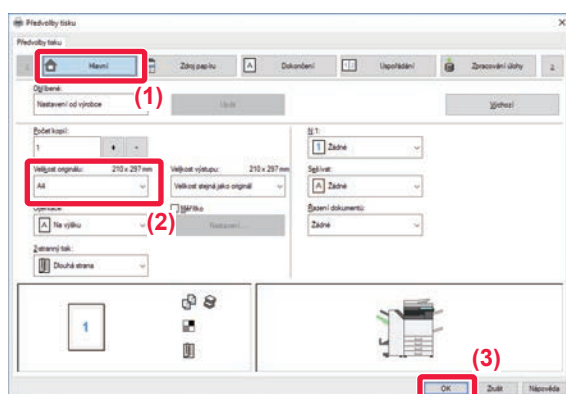 Předvolby tisku
Předvolby tisku
Hlavní
Zdroj papíru
Dokončení
Uspořádání
Zpracování úlohy
(1)
Oblíbené:
Nastavení od výrobce
Uložit
Výchozí
Počet kopií:
1
+ -
N:1:
1 Žádné
Velikost originálu: 210 x 297 mm
A4
Velikost výstupu: 210 x 297 mm
Velikost stejná jako originál
Sešívat:
A Žádné
(2)
Orientace:
A Na výšku
Měřítko
Nastavení...
Řazení dokumentů:
Žádné
2-stranný tisk:
Dlouhá strana
1
(3)
OK
Zrušit
Nápověda